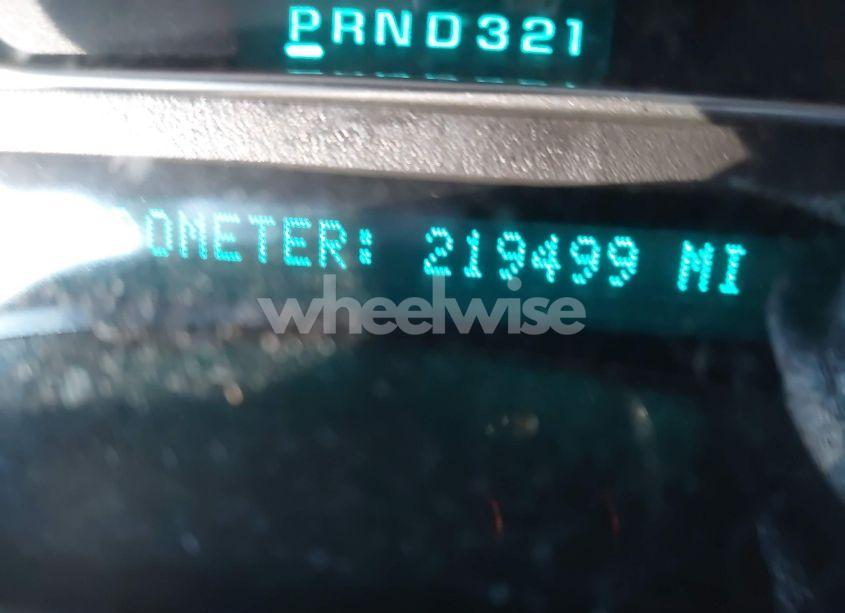 PRND321
OMETER: 219499 MI
wheelwise